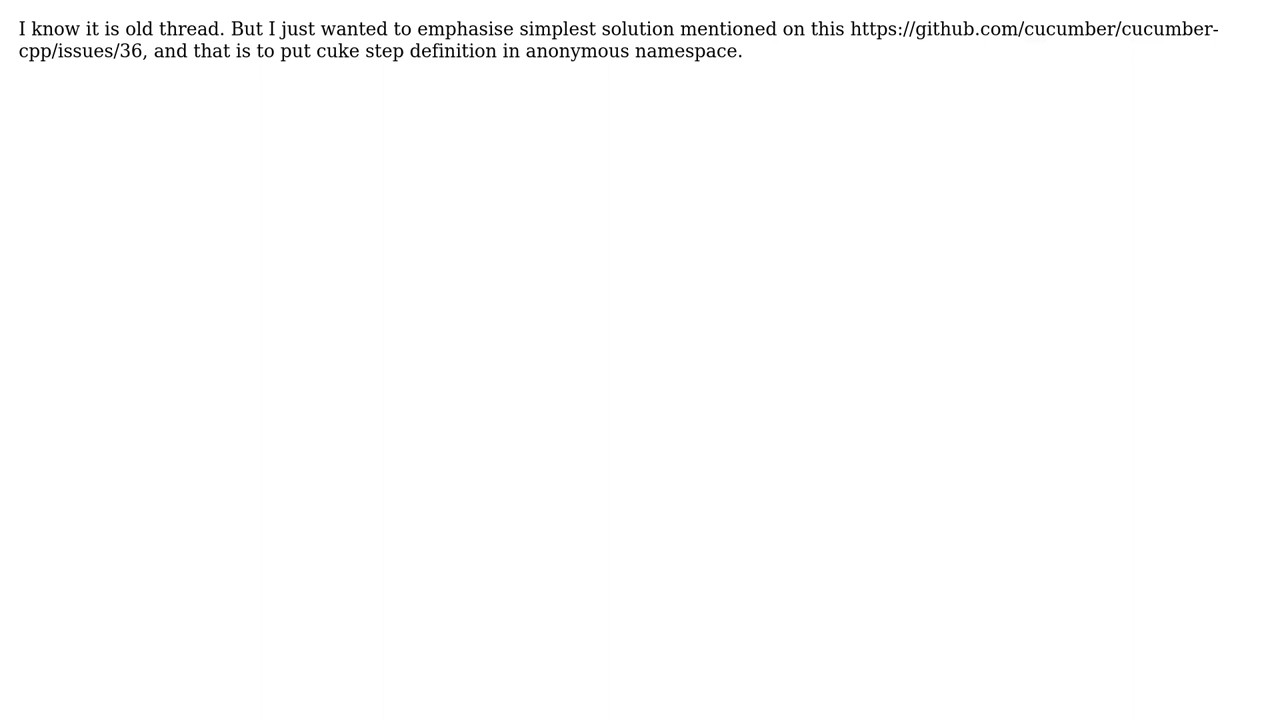 I know it is old thread. But I just wanted to emphasise simplest solution mentioned on this https://github.com/cucumber/cucumber-
cpp/issues/36, and that is to put cuke step definition in anonymous namespace.